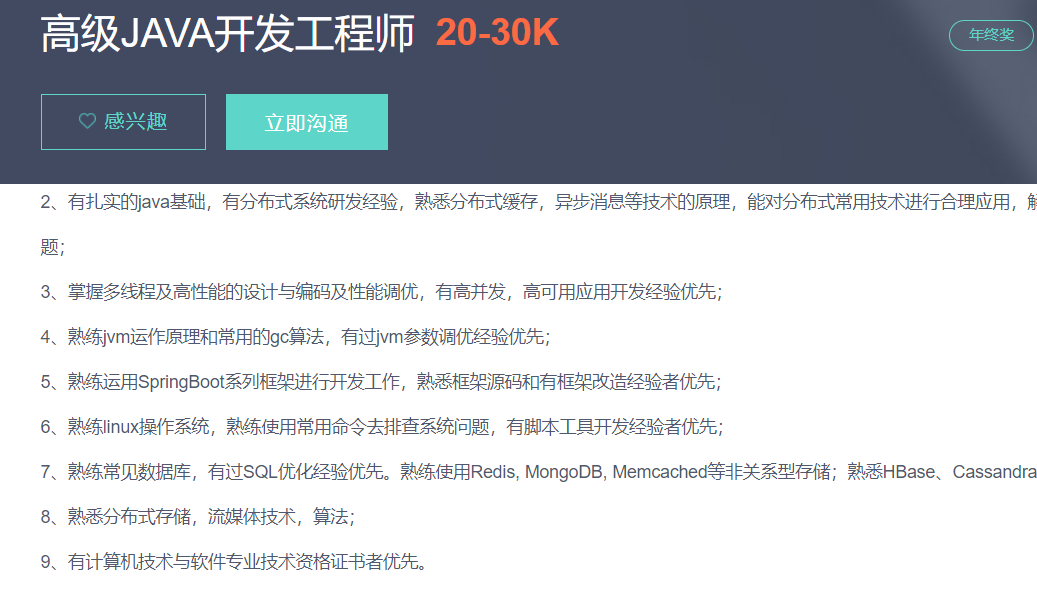 高级JAVA开发工程师 20-30K
年终奖
感兴趣 立即沟通
2、有扎实的java基础，有分布式系统研发经验，熟悉分布式缓存，异步消息等技术的原理，能对分布式常用技术进行合理应用，
题；
3、掌握多线程及高性能的设计与编码及性能调优，有高并发，高可用应用开发经验优先；
4、熟练jvm运作原理和常用的gc算法，有过jvm参数调优经验优先；
5、熟练运用SpringBoot系列框架进行开发工作，熟悉框架源码和有框架改造经验者优先；
6、熟练linux操作系统，熟练使用常用命令去排查系统问题，有脚本工具开发经验者优先；
7、熟练常见数据库，有过SQL优化经验优先。熟练使用Redis, MongoDB, Memcached等非关系型存储；熟悉HBase、Cassandra
8、熟悉分布式存储，流媒体技术，算法；
9、有计算机技术与软件专业技术资格证书者优先。